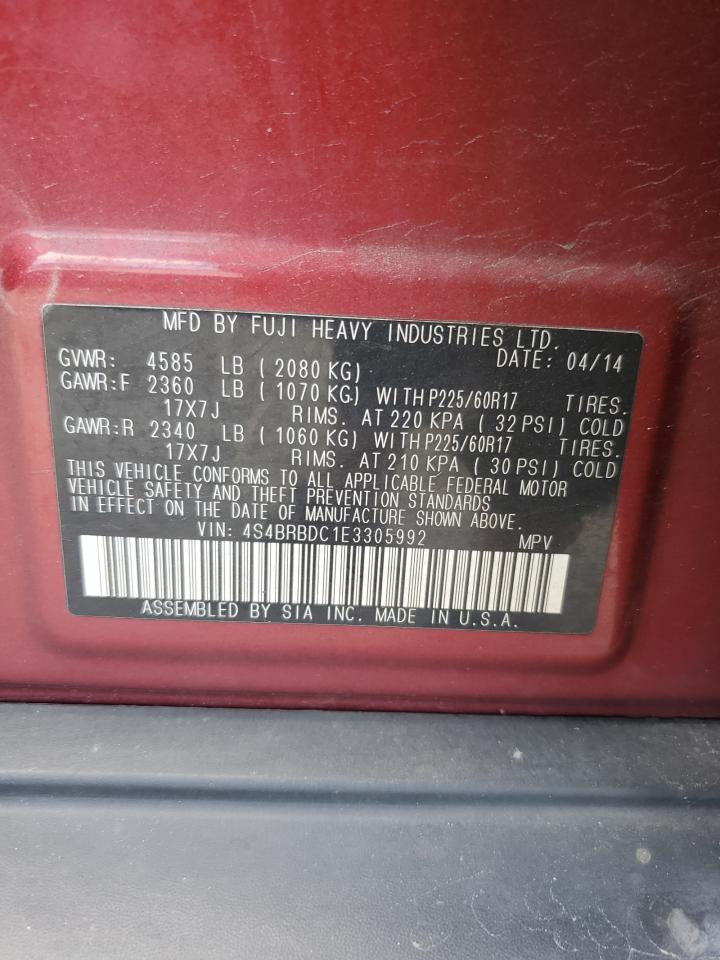 MFD BY FUJI HEAVY INDUSTRIES LTD.
GVWR: 4585 LB ( 2080 KG) DATE: 04/14
GAWR:F 2360 LB ( 1070 KG) WITH P225/60R17 TIRES.
17X7J RIMS. AT 220 KPA ( 32 PSI) COLD
GAWR:R 2340 LB ( 1060 KG) WITH P225/60R17 TIRES.
17X7J RIMS. AT 210 KPA ( 30 PSI) COLD
THIS VEHICLE CONFORMS TO ALL APPLICABLE FEDERAL MOTOR
VEHICLE SAFETY AND THEFT PREVENTION STANDARDS
IN EFFECT ON THE DATE OF MANUFACTURE SHOWN ABOVE.
VIN: 4S4BRBDC1E3305992 MPV
ASSEMBLED BY SIA INC. MADE IN U.S.A.